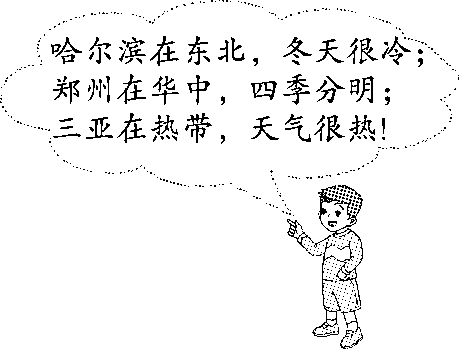 哈尔滨在东北，冬天很冷；
郑州在华中，四季分明；
三亚在热带，天气很热！